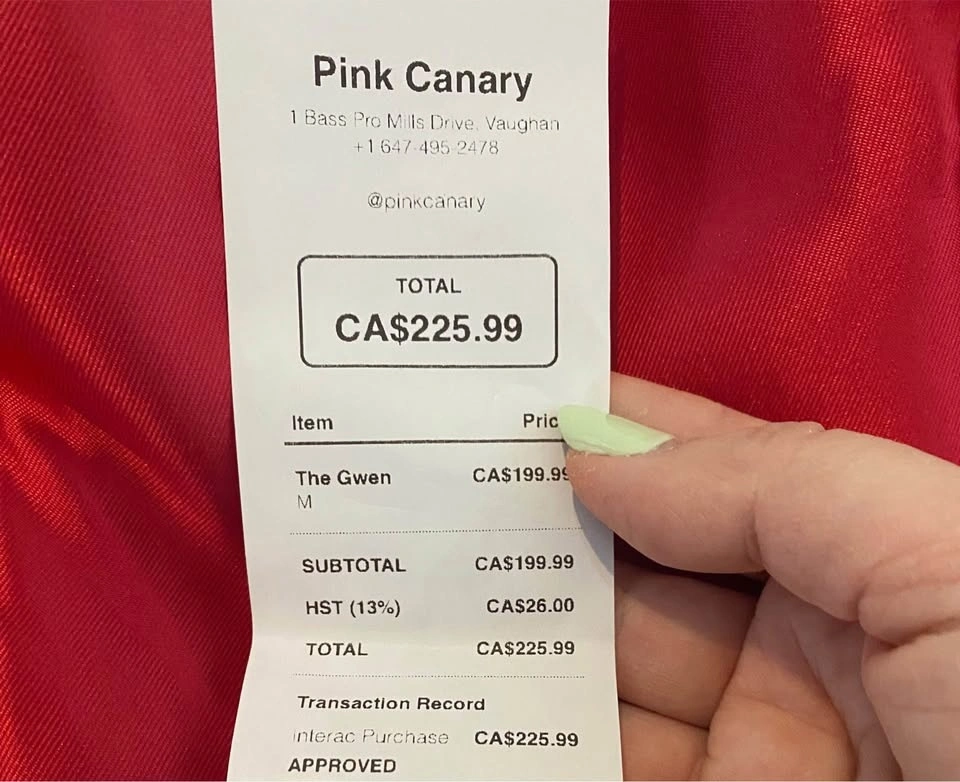 Pink Canary
1 Bass Pro Mills Drive, Vaughan
+1 647-495-2478
@pinkcanary
TOTAL
CA$225.99
Item Pric
The Gwen CA$199.99
M
SUBTOTAL CA$199.99
HST (13%) CA$26.00
TOTAL CA$225.99
Transaction Record
Interac Purchase CA$225.99
APPROVED